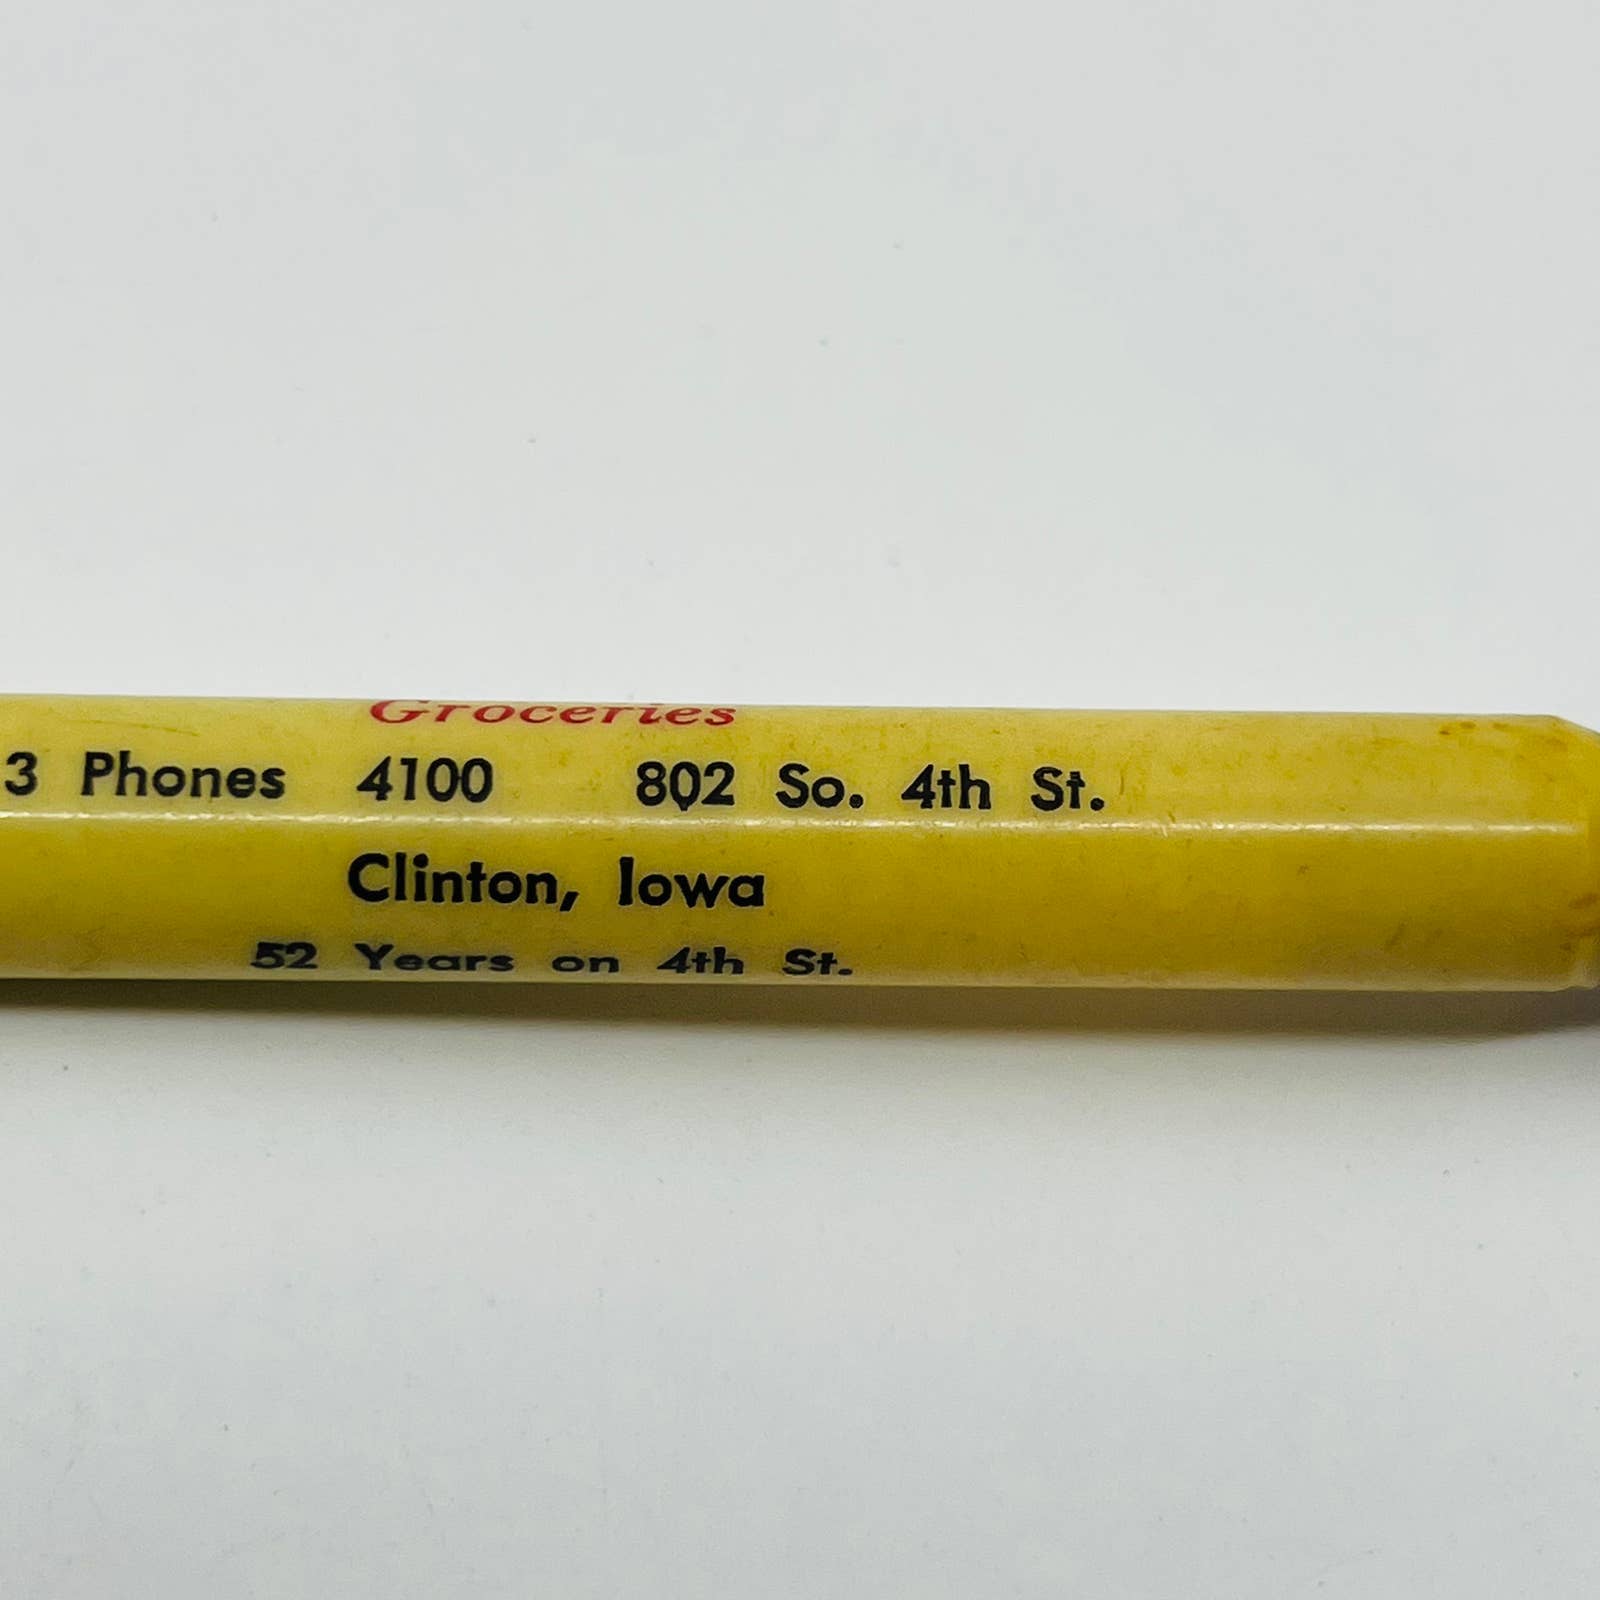 Groceries
3 Phones 4100 802 So. 4th St.
Clinton, Iowa
52 Years on 4th St.